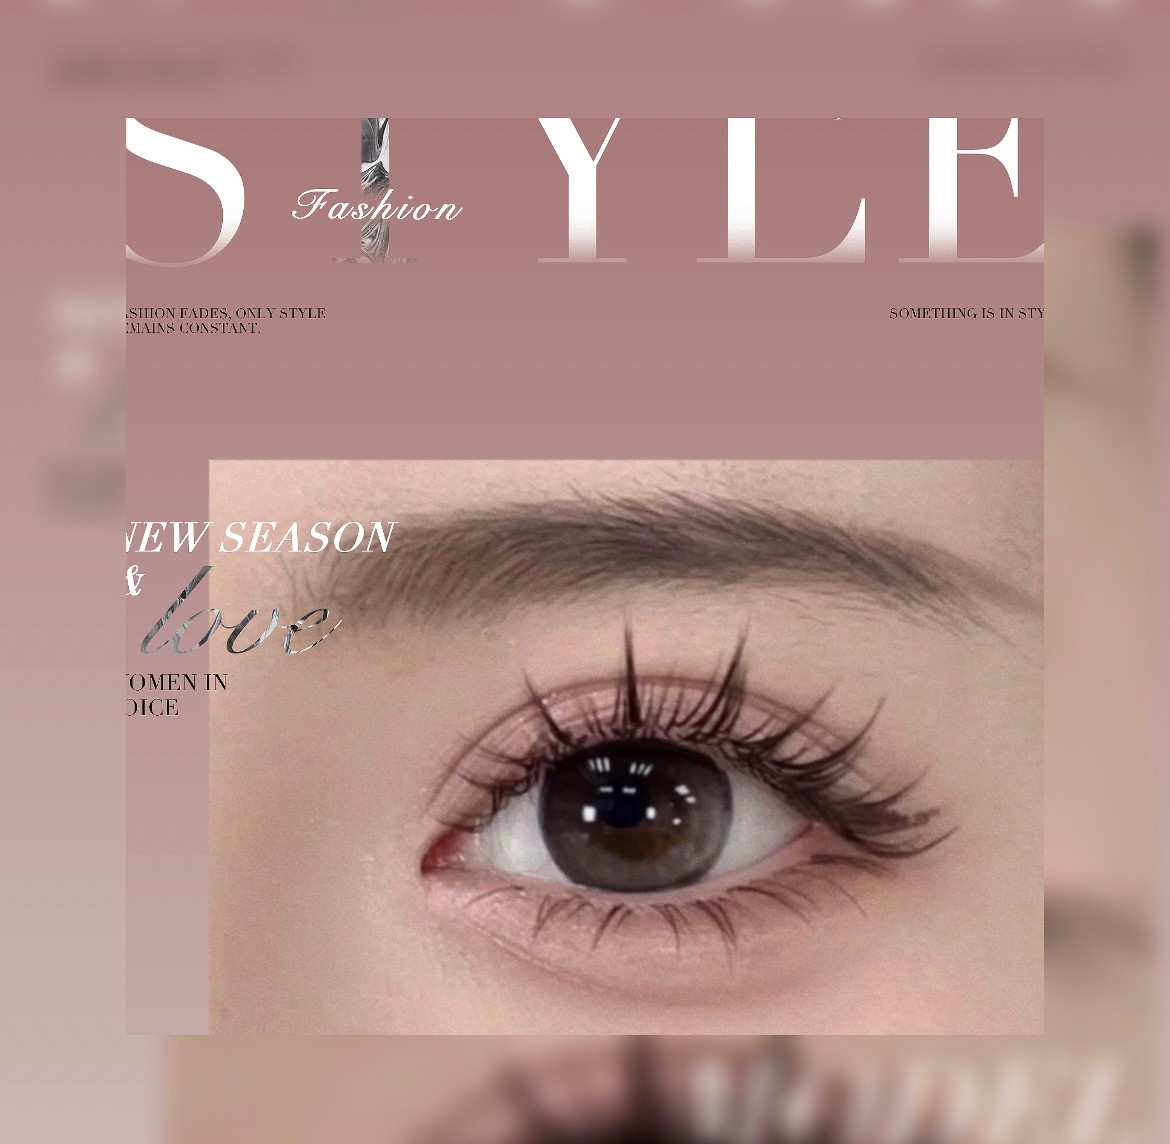 STYLE
Fashion
ASHION FADES, ONLY STYLE
EMAINS CONSTANT.
SOMETHING IS IN STY
NEW SEASON
&
love
OMEN IN
OICE